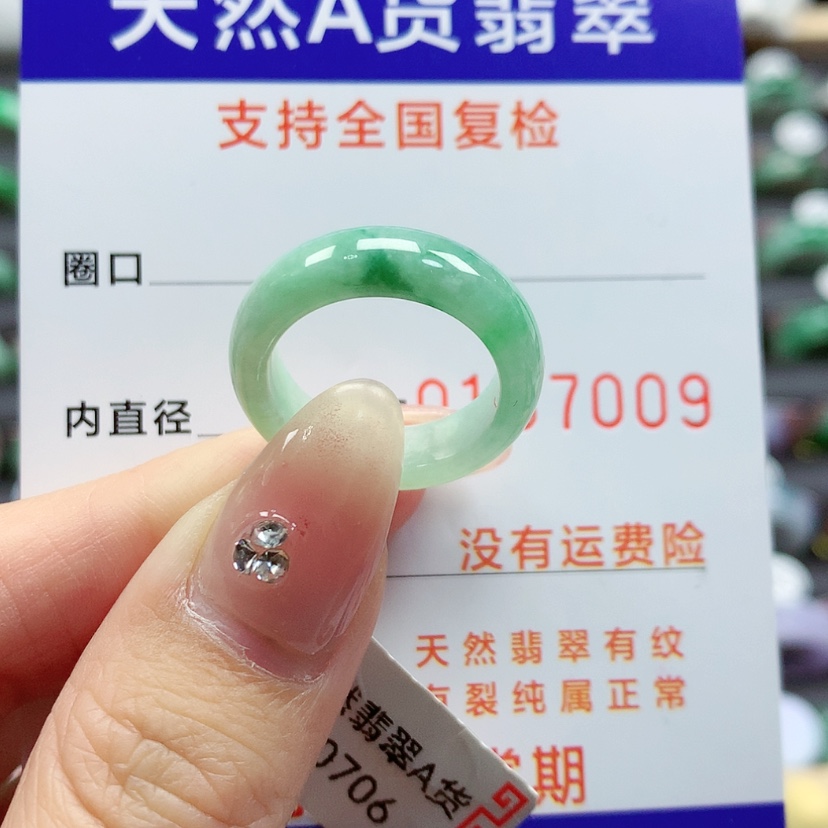 天然A货翡翠
支持全国复检
圈口
内直径
7009
没有运费险
天然翡翠有纹
有裂纯属正常
期
翡翠A货
0706